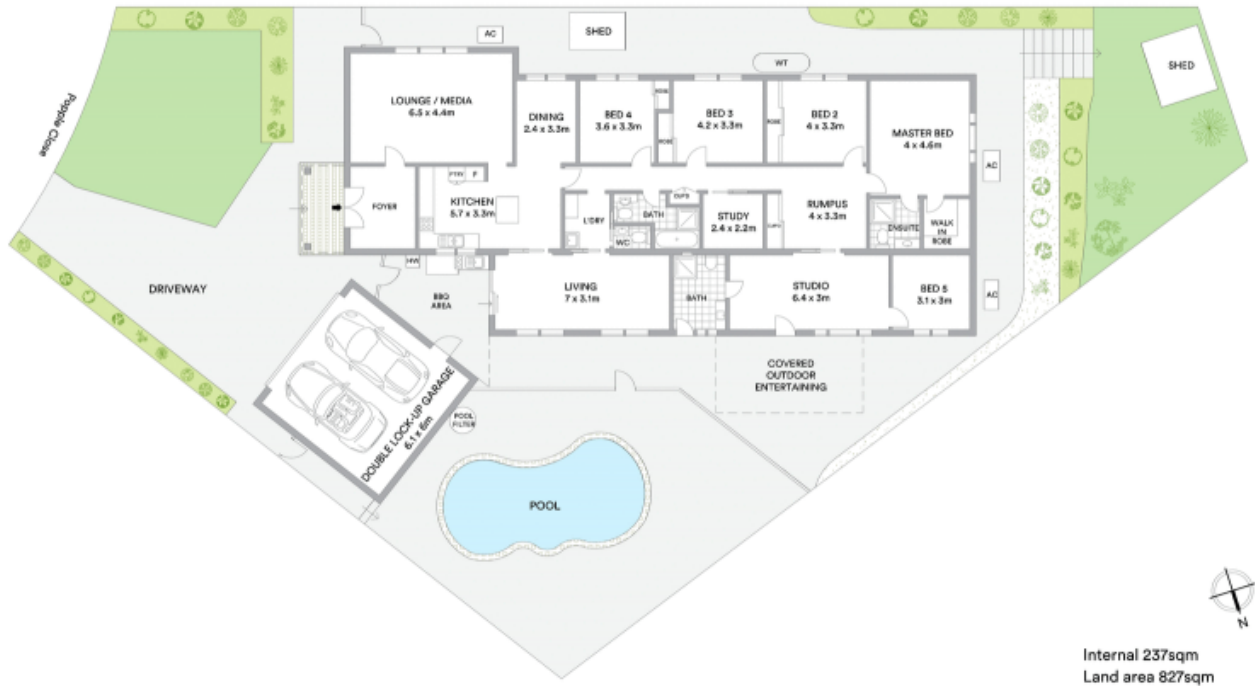 AC
SHED
WT
SHED
Popple Close
LOUNGE / MEDIA
6.5 x 4.4m
DINING
2.4 x 3.3m
BED 4
3.6 x 3.3m
ROBE
ROBE
BED 3
4.2 x 3.3m
ROBE
BED 2
4 x 3.3m
MASTER BED
4 x 4.6m
AC
FOYER
PTRY
F
KITCHEN
5.7 x 3.3m
L'DRY
BATH
WC
CUPD
STUDY
2.4 x 2.2m
CUPD
RUMPUS
4 x 3.3m
ENSUITE
WALK
IN
ROBE
HW
DRIVEWAY
BBQ
AREA
LIVING
7 x 3.1m
BATH
STUDIO
6.4 x 3m
BED 5
3.1 x 3m
AC
DOUBLE LOCK-UP GARAGE
6.1 x 6m
COVERED
OUTDOOR
ENTERTAINING
POOL
FILTER
POOL
N
Internal 237sqm
Land area 827sqm